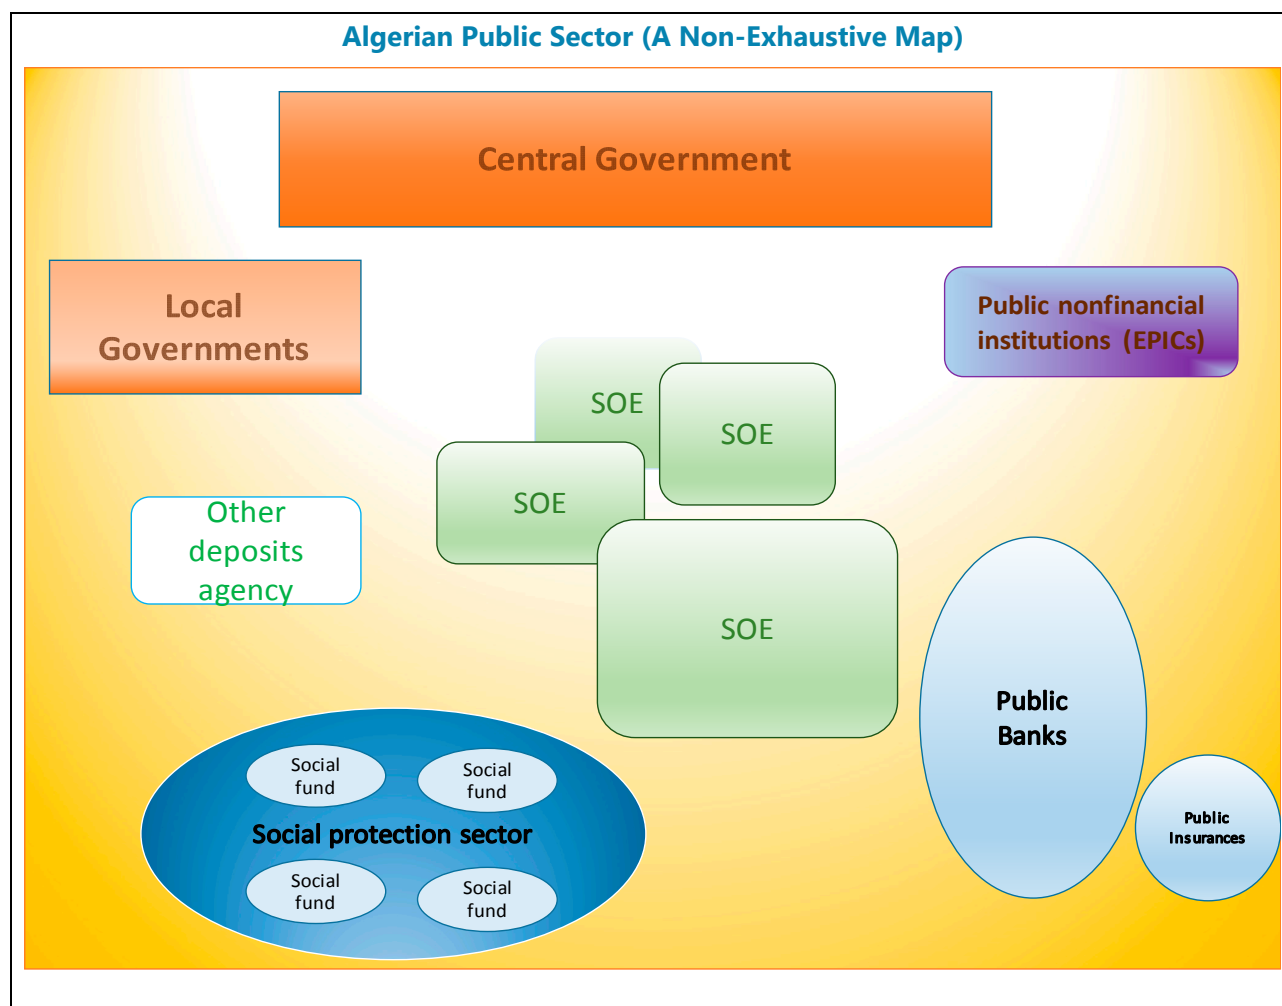 Algerian Public Sector (A Non-Exhaustive Map)
Central Government
Local
Governments
Public nonfinancial
institutions (EPICs)
SOE
SOE
SOE
Other
deposits
agency
SOE
Public
Banks
Social
fund
Social
fund
Social protection sector
Public
Insurances
Social
fund
Social
fund